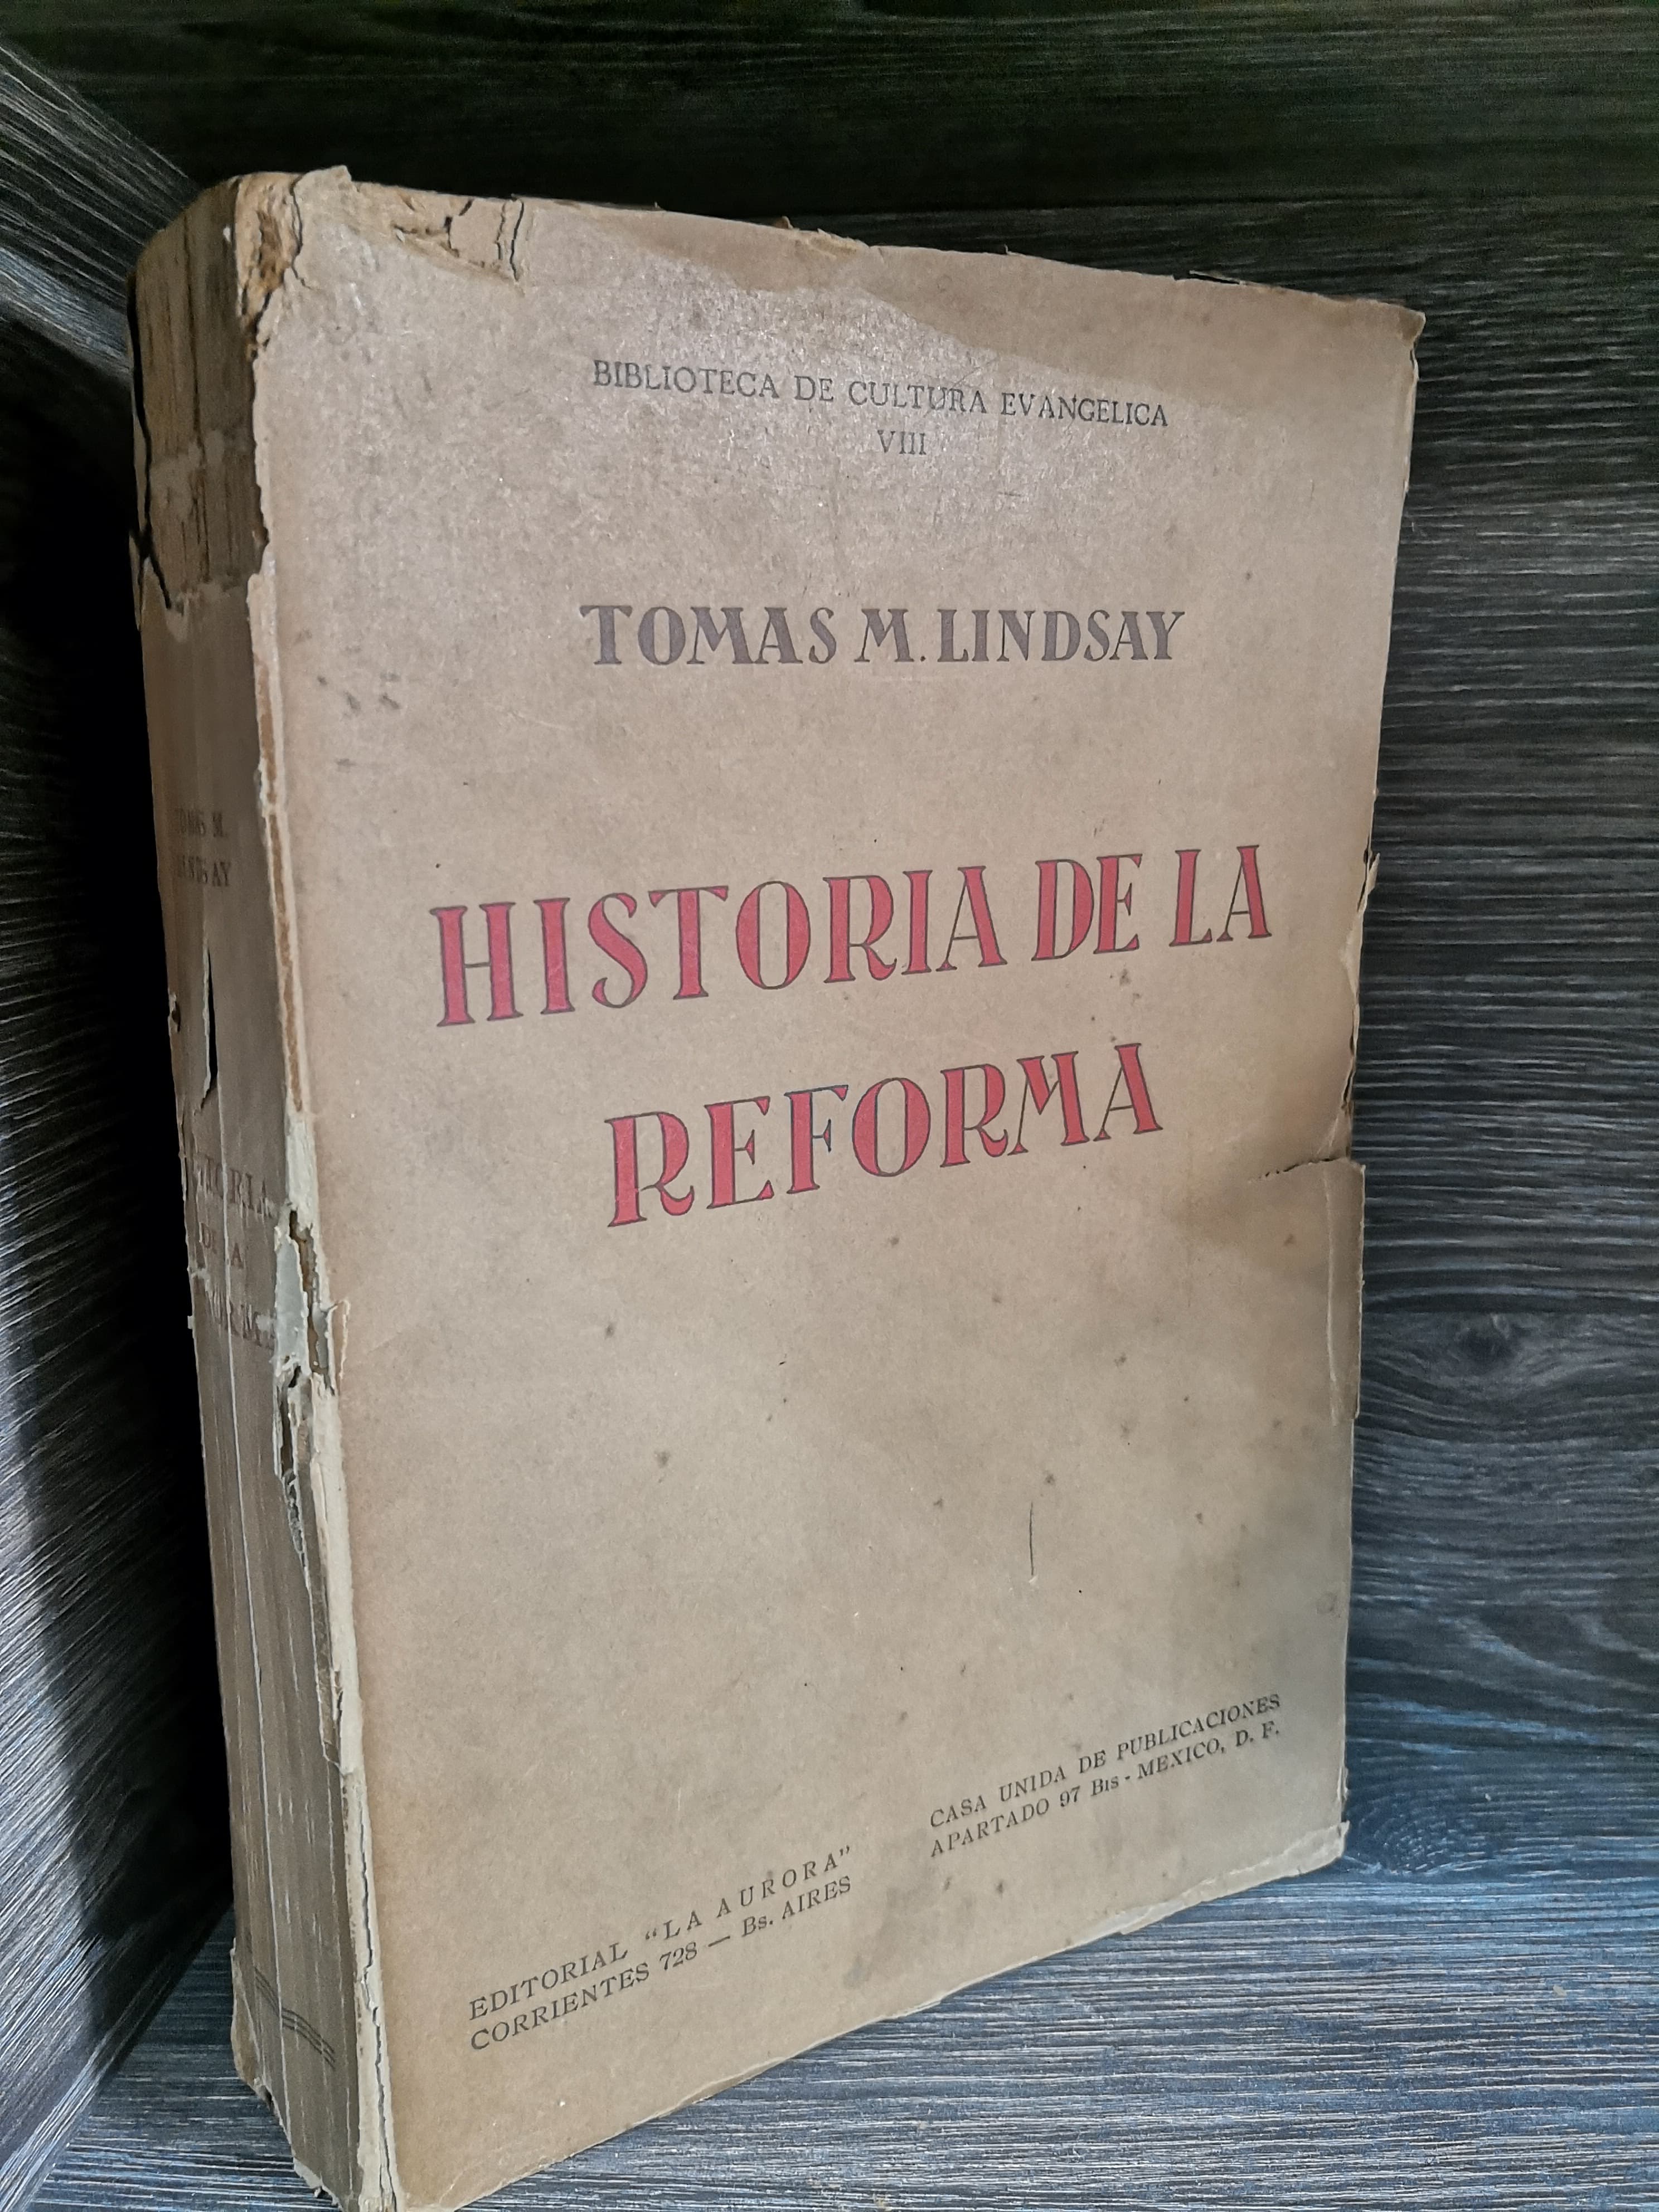 BIBLIOTECA DE CULTURA EVANGELICA
VIII
TOMAS M. LINDSAY
HISTORIA DE LA
REFORMA
EDITORIAL "LA AURORA"
CORRIENTES 728 — Bs. AIRES
CASA UNIDA DE PUBLICACIONES
APARTADO 97 Bis - MEXICO, D. F.